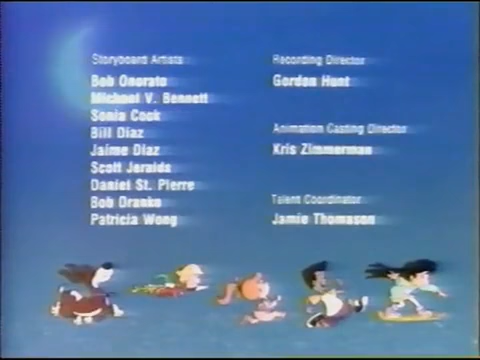 Storyboard Artists
Bob Onorato
Michael V. Bennett
Sonia Cook
Bill Diaz
Jaime Diaz
Scott Jeralds
Daniel St. Pierre
Bob Dranko
Patricia Wong
Recording Director
Gordon Hunt
Animation Casting Director
Kris Zimmerman
Talent Coordinator
Jamie Thomason